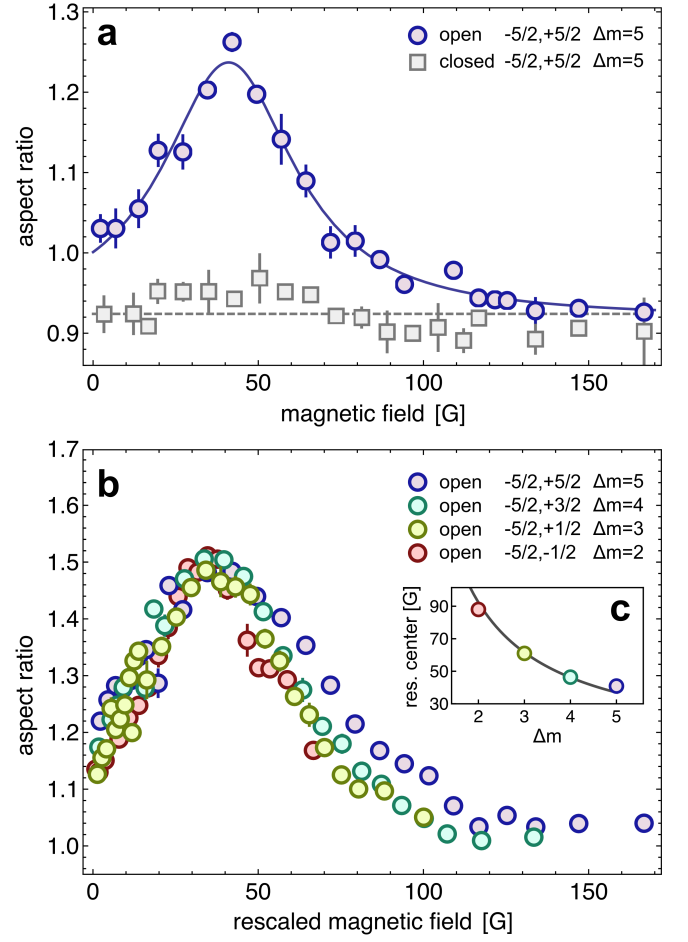 a
open -5/2,+5/2 Δm=5
closed -5/2,+5/2 Δm=5
aspect ratio
1.3
1.2
1.1
1.0
0.9
0 50 100 150
magnetic field [G]
b
open -5/2,+5/2 Δm=5
open -5/2,+3/2 Δm=4
open -5/2,+1/2 Δm=3
open -5/2,-1/2 Δm=2
aspect ratio
1.7
1.6
1.5
1.4
1.3
1.2
1.1
1.0
c
res. center [G]
90
70
50
30
2 3 4 5
Δm
0 50 100 150
rescaled magnetic field [G]